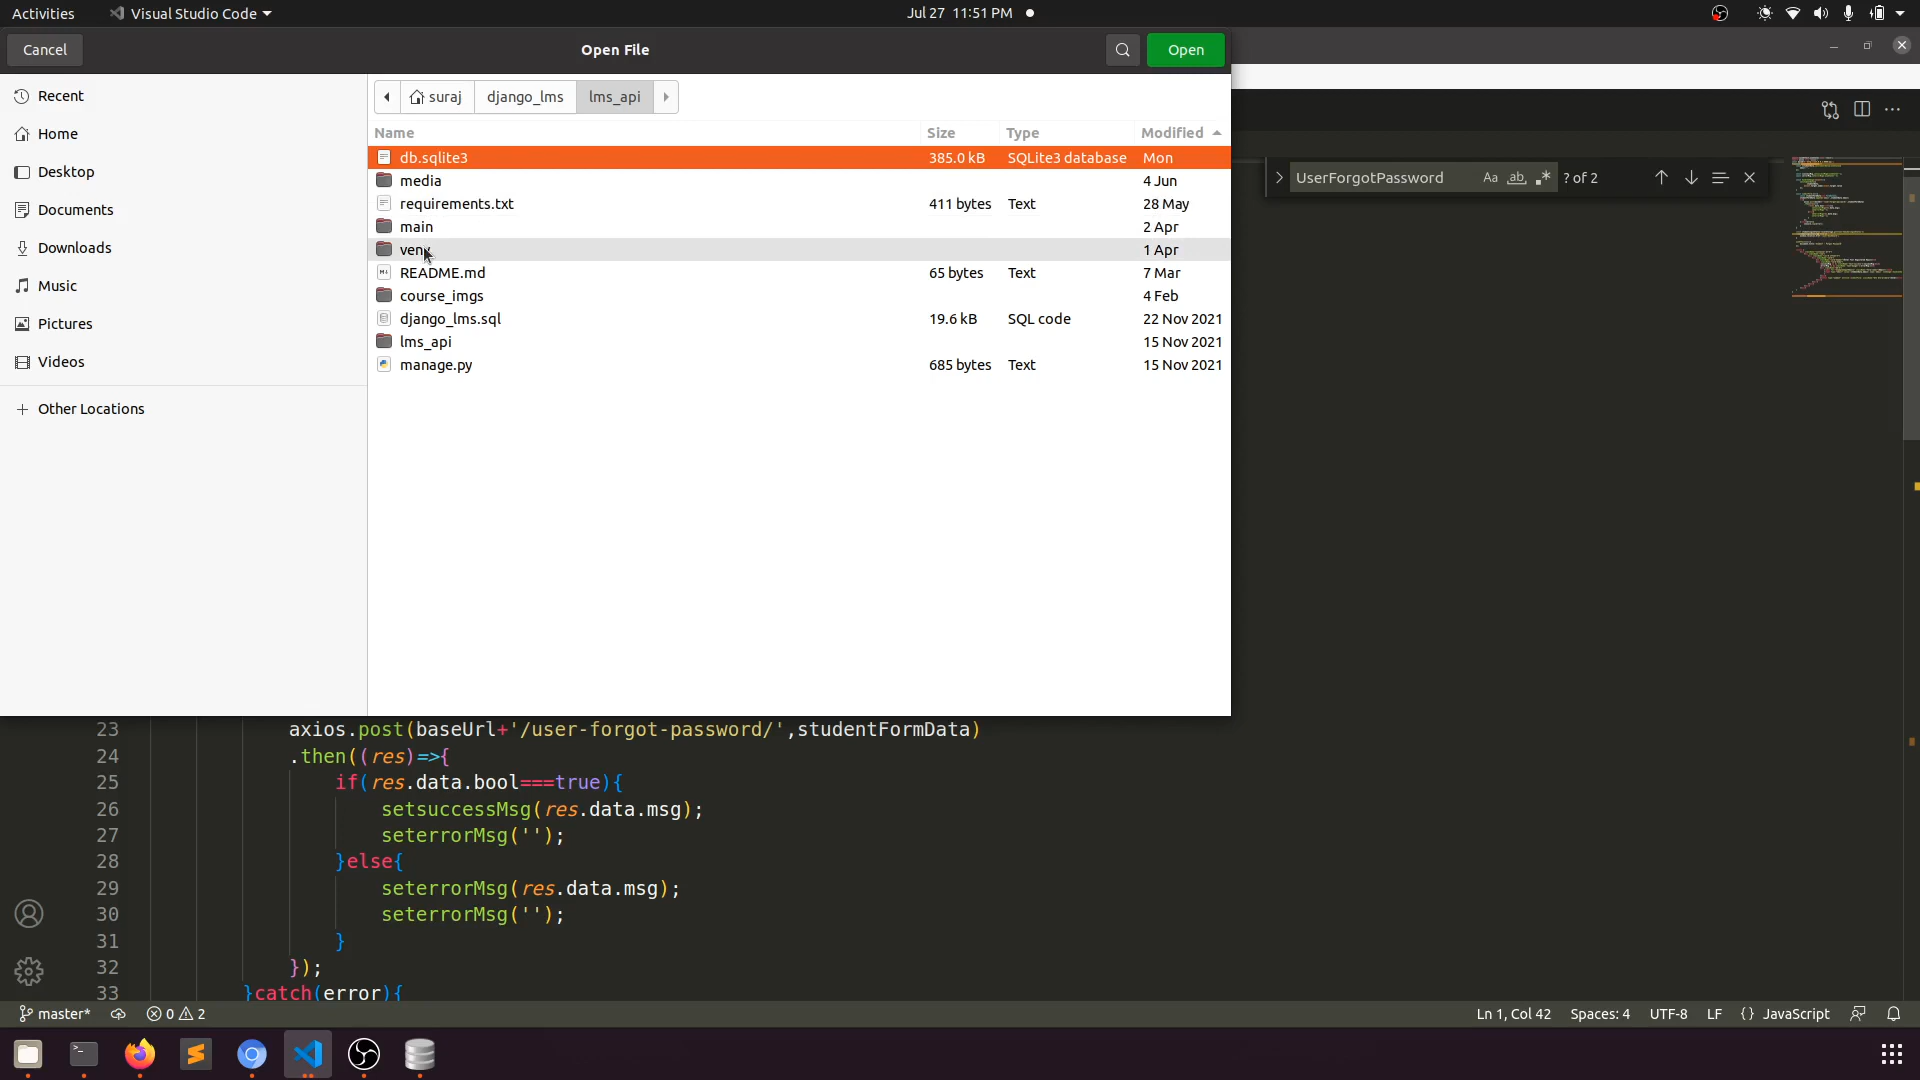 Activities Visual Studio Code Jul 27 11:51 PM
Cancel Open File Open
Recent
Home
Desktop
Documents
Downloads
Music
Pictures
Videos
Other Locations
suraj django_lms lms_api
Name Size Type Modified
db.sqlite3 385.0 kB SQLite3 database Mon
media 4 Jun
requirements.txt 411 bytes Text 28 May
main 2 Apr
venv 1 Apr
README.md 65 bytes Text 7 Mar
course_imgs 4 Feb
django_lms.sql 19.6 kB SQL code 22 Nov 2021
lms_api 15 Nov 2021
manage.py 685 bytes Text 15 Nov 2021
UserForgotPassword Aa ab ? of 2
23 axios.post(baseUrl+'/user-forgot-password/',studentFormData)
24 .then((res)=>{
25 if(res.data.bool===true){
26 setsuccessMsg(res.data.msg);
27 seterrorMsg('');
28 }else{
29 seterrorMsg(res.data.msg);
30 seterrorMsg('');
31 }
32 });
33 }catch(error){
master* 0 2 Ln 1, Col 42 Spaces: 4 UTF-8 LF {} JavaScript